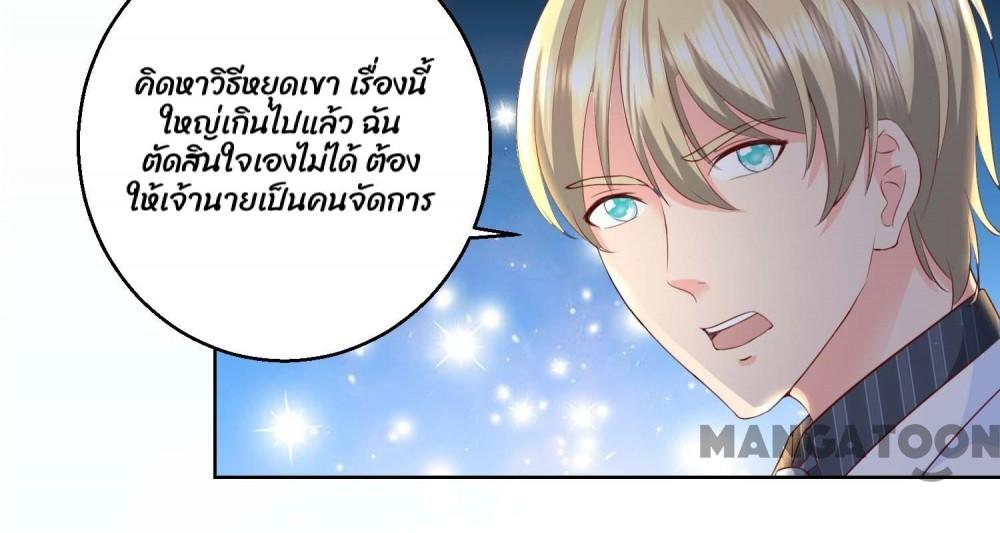 คิดหาวิธีหยุดเขา เรื่องนี้
ใหญ่เกินไปแล้ว ฉัน
ตัดสินใจเองไม่ได้ ต้อง
ให้เจ้านายเป็นคนจัดการ
MANGATOON